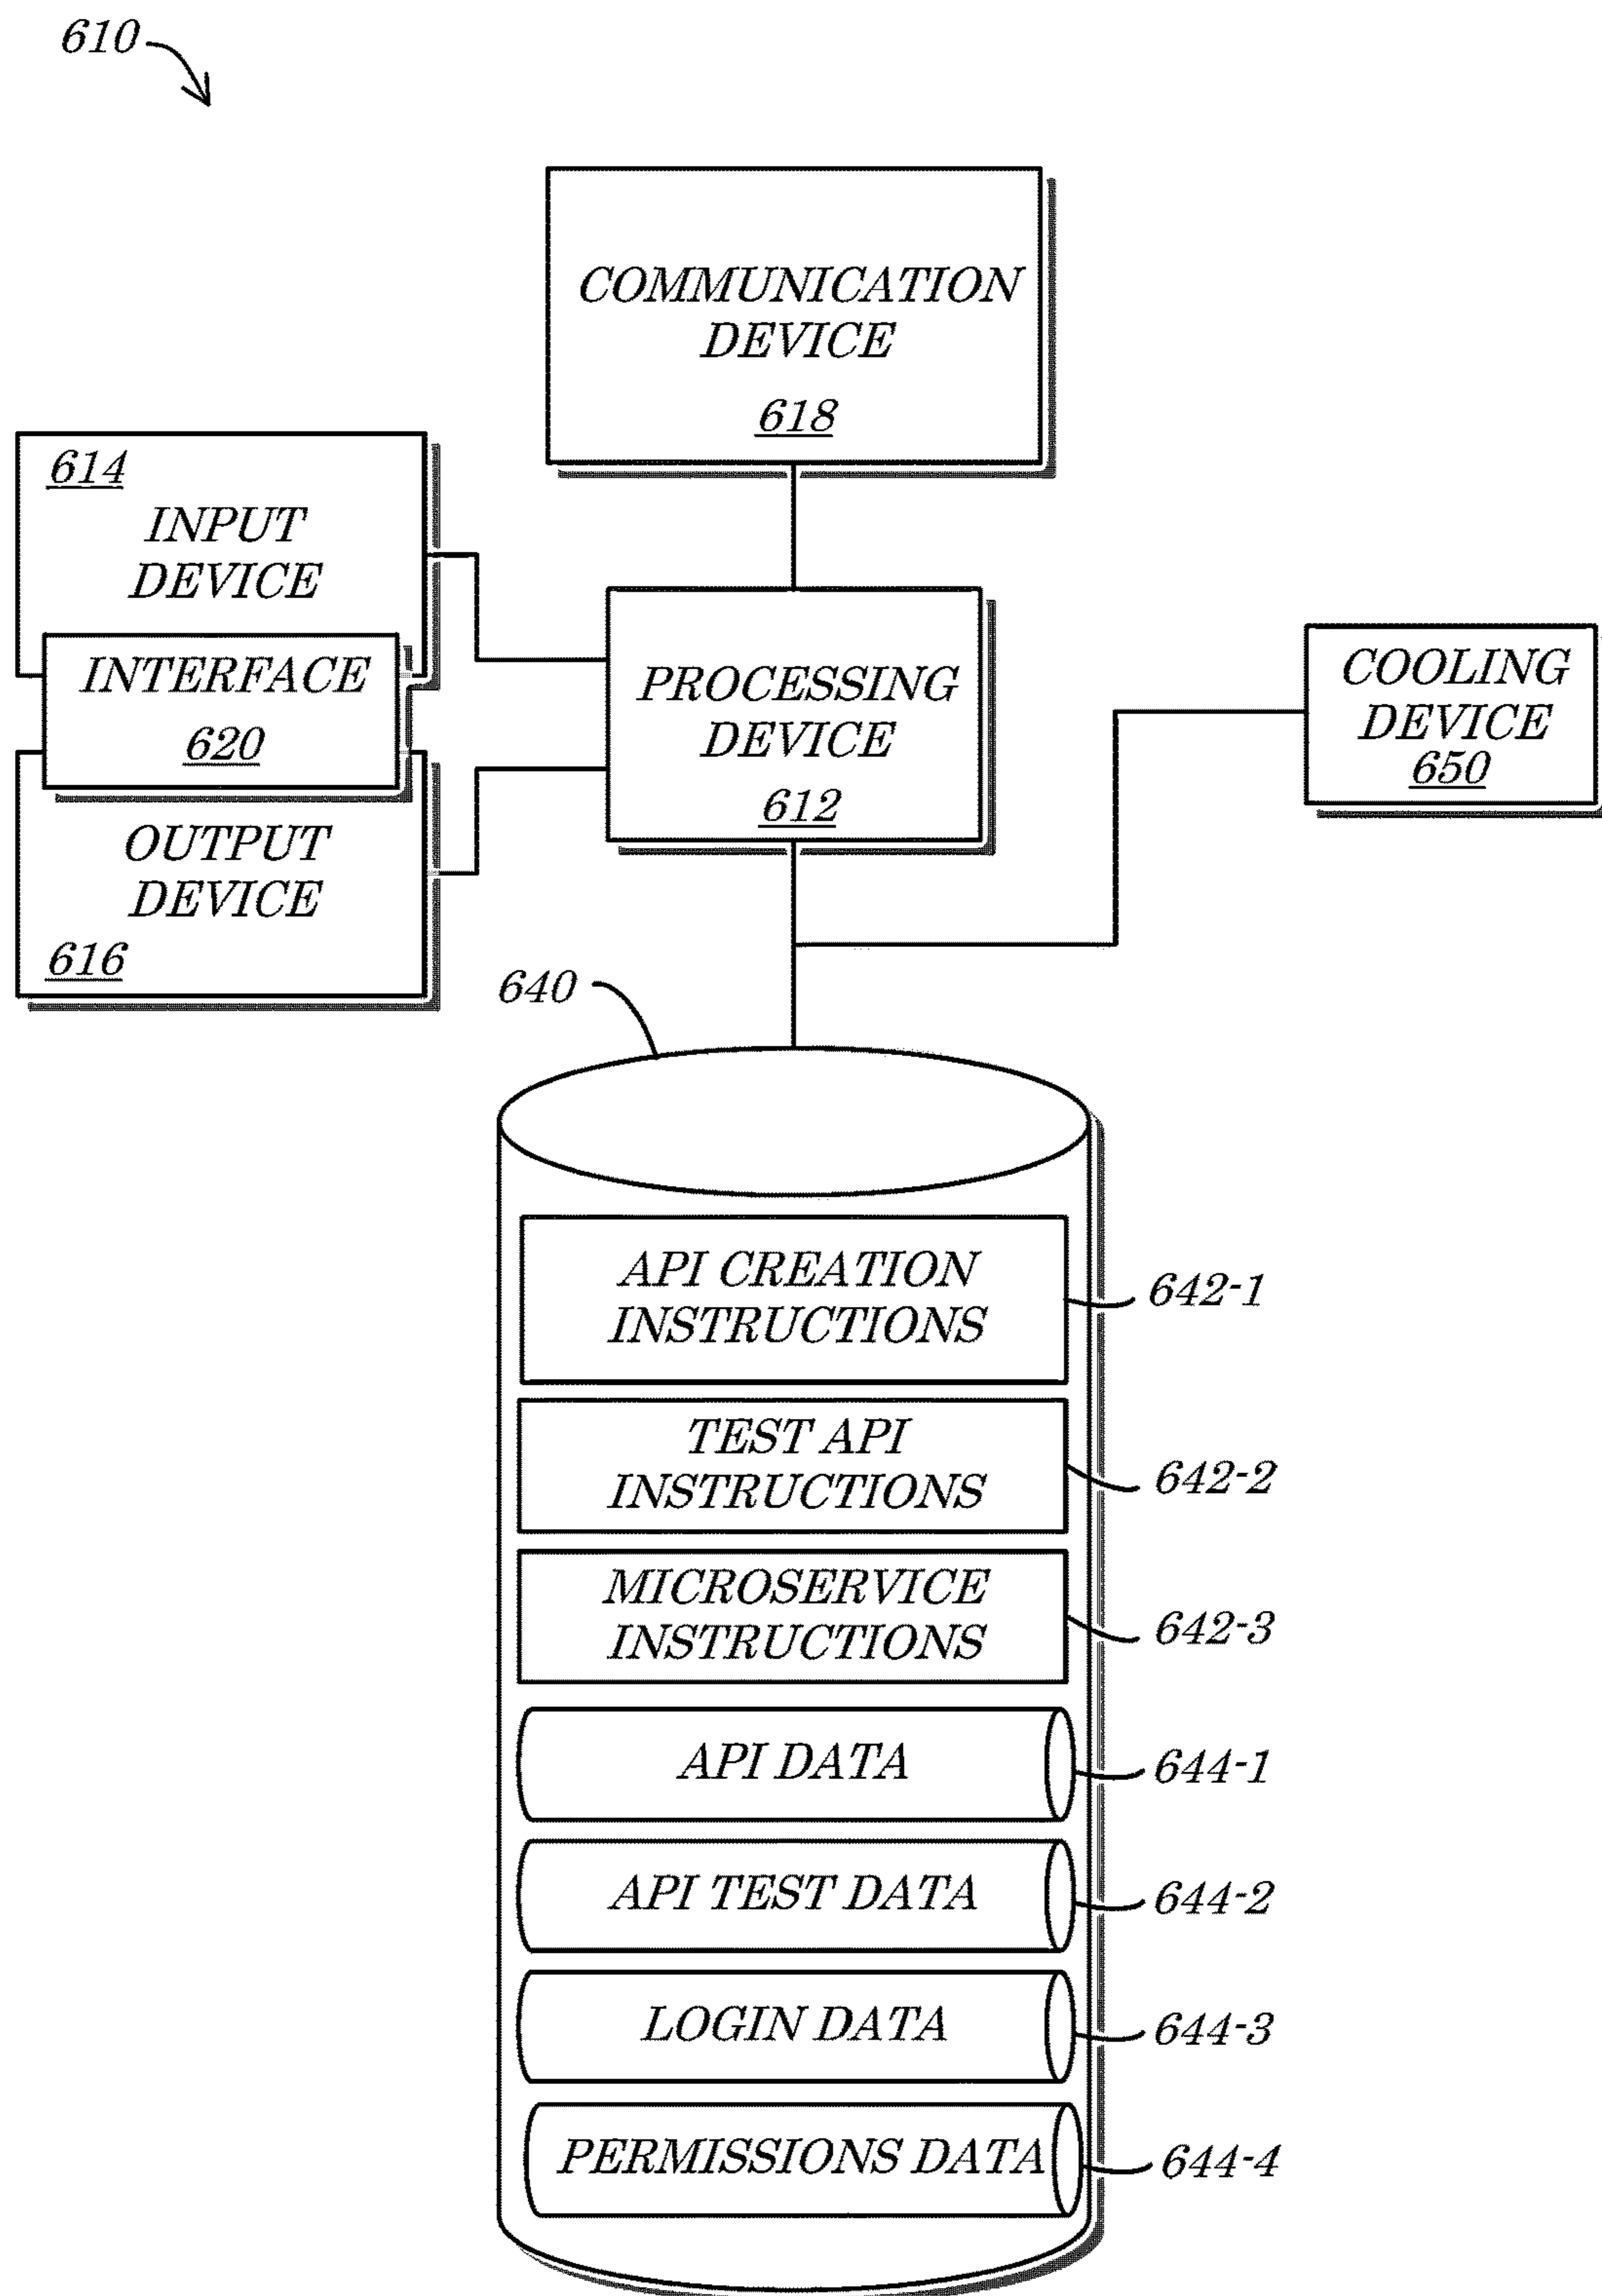 610
COMMUNICATION
DEVICE
618
614
INPUT
DEVICE
INTERFACE
620
OUTPUT
DEVICE
616
PROCESSING
DEVICE
612
COOLING
DEVICE
650
640
API CREATION
INSTRUCTIONS
642-1
TEST API
INSTRUCTIONS
642-2
MICROSERVICE
INSTRUCTIONS
642-3
API DATA
644-1
API TEST DATA
644-2
LOGIN DATA
644-3
PERMISSIONS DATA
644-4